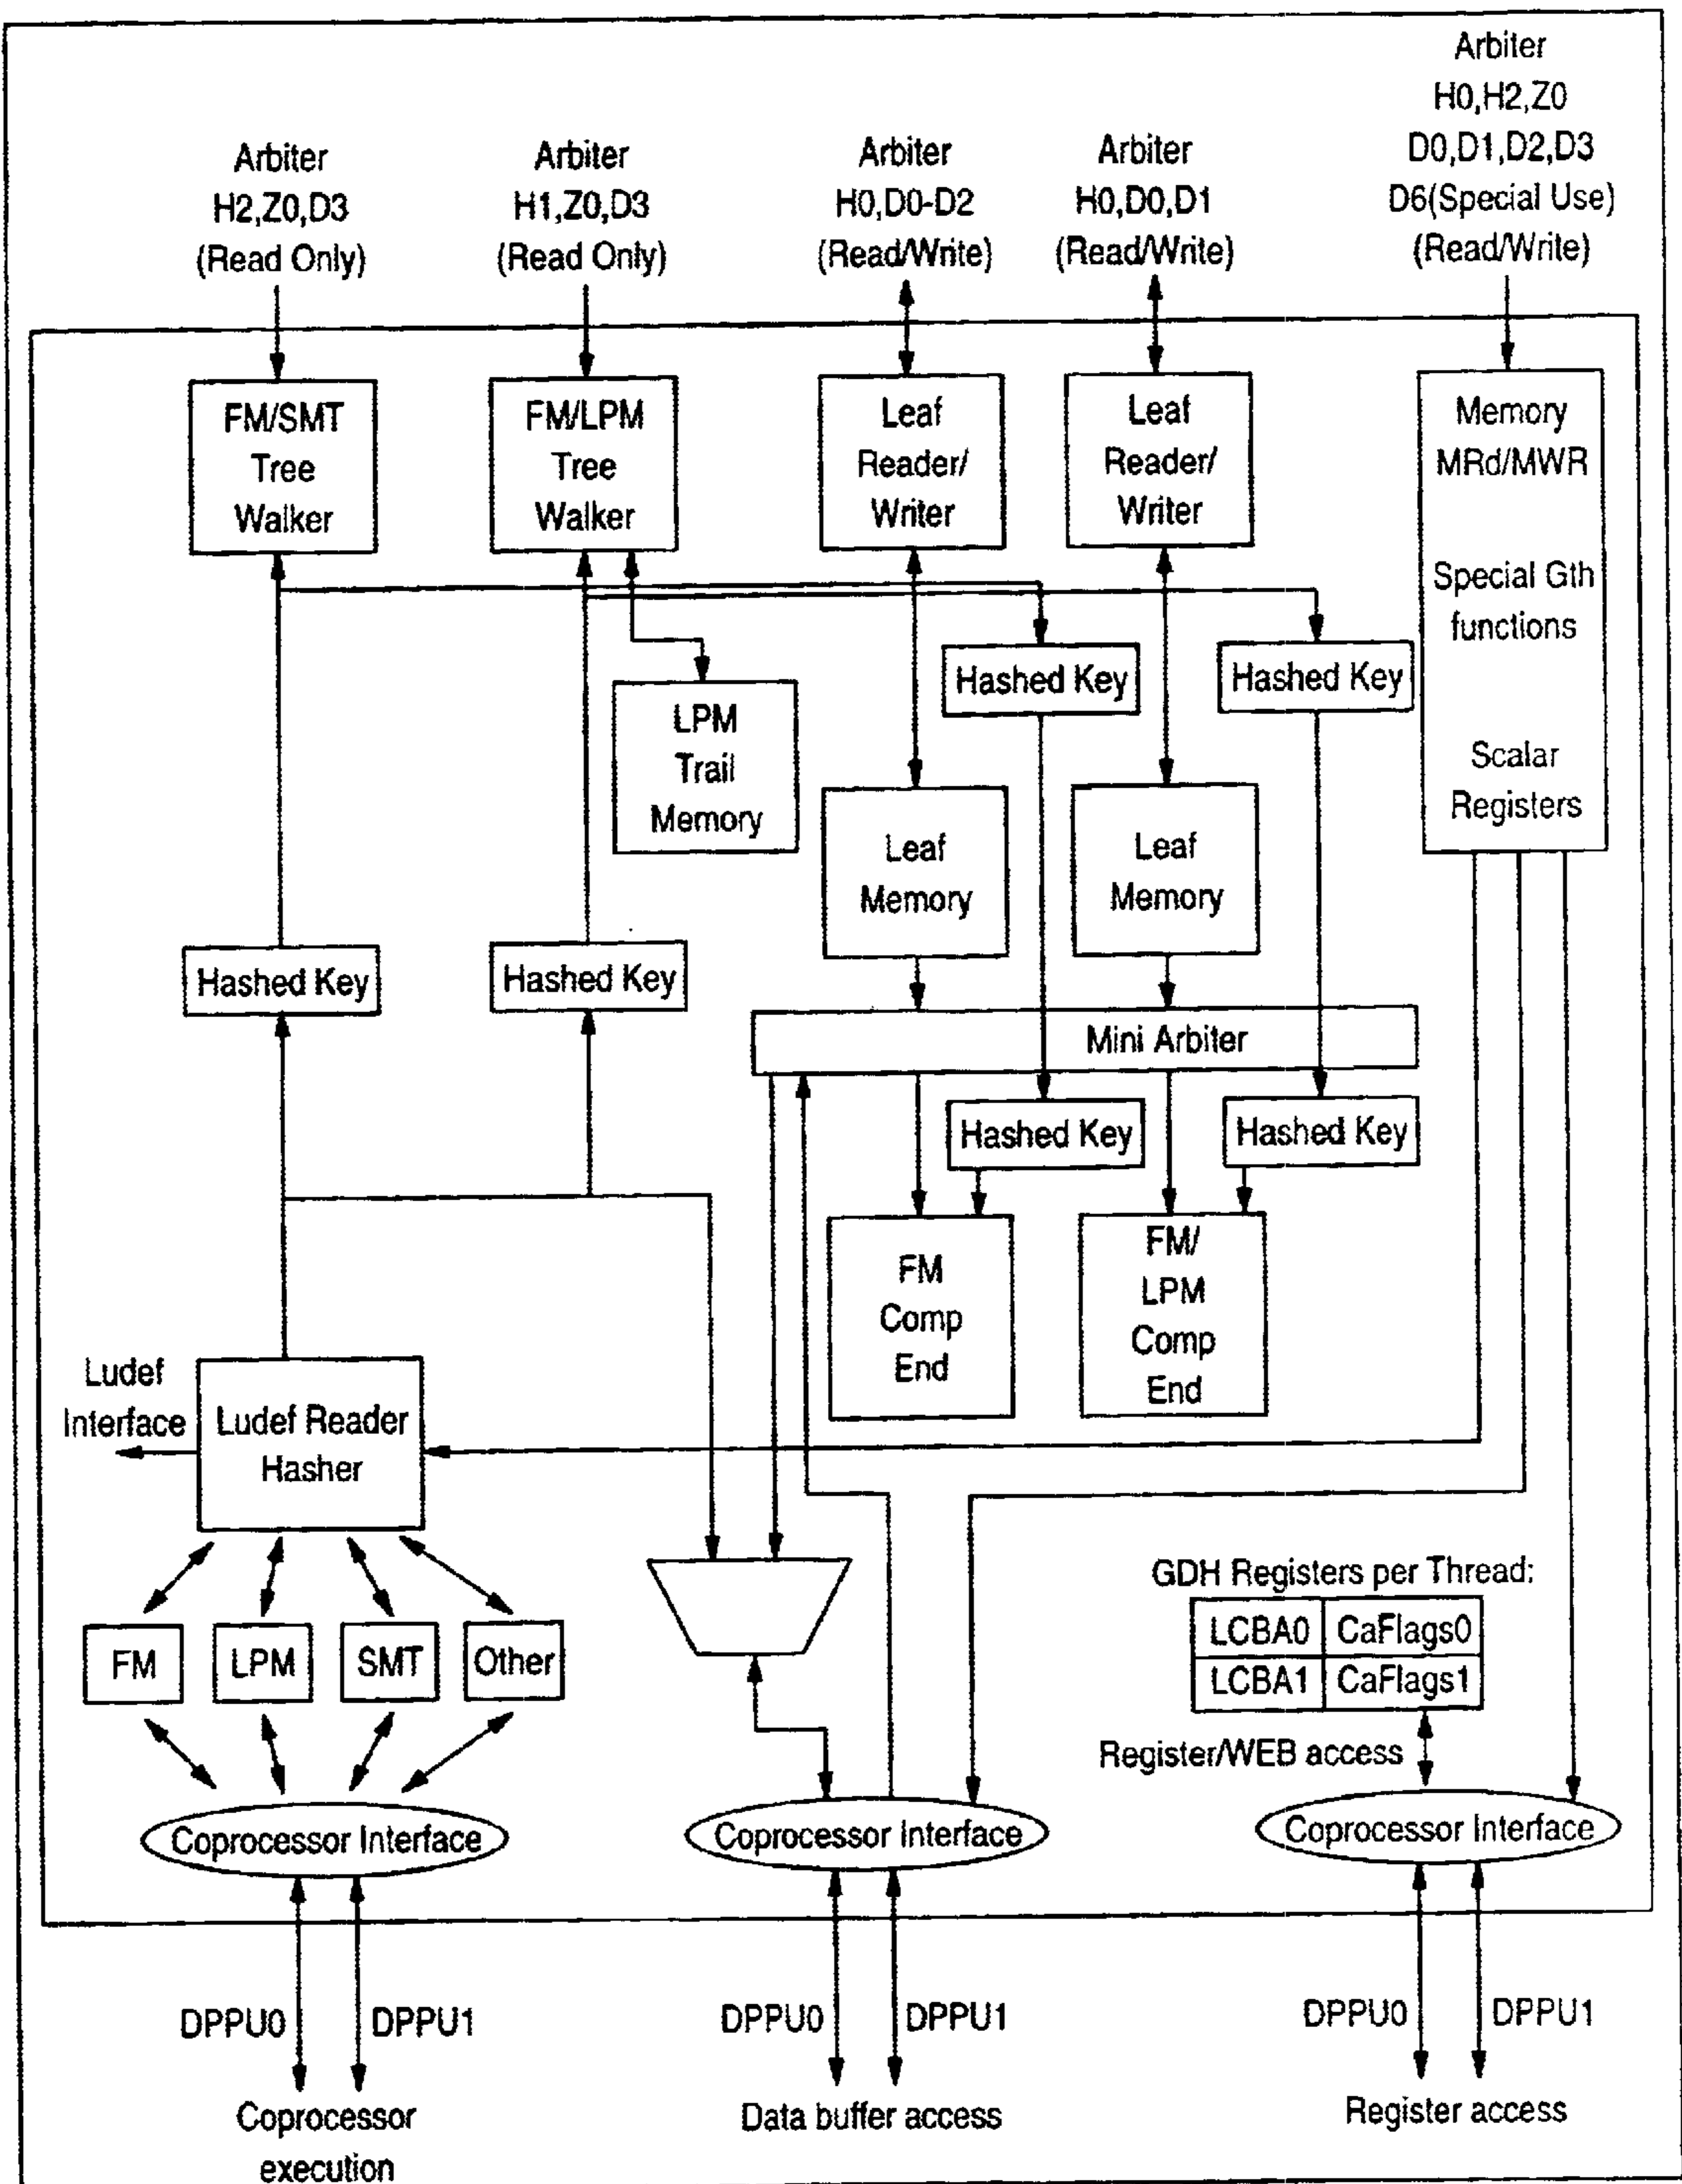 Arbiter
H2,Z0,D3
(Read Only)
Arbiter
H1,Z0,D3
(Read Only)
Arbiter
H0,D0-D2
(Read/Write)
Arbiter
H0,D0,D1
(Read/Write)
Arbiter
H0,H2,Z0
D0,D1,D2,D3
D6(Special Use)
(Read/Write)
FM/SMT
Tree
Walker
FM/LPM
Tree
Walker
Leaf
Reader/
Writer
Leaf
Reader/
Writer
Memory
MRd/MWR
Special Gth
functions
Scalar
Registers
LPM
Trail
Memory
Hashed Key
Hashed Key
Leaf
Memory
Leaf
Memory
Hashed Key
Hashed Key
Mini Arbiter
Hashed Key
Hashed Key
FM
Comp
End
FM/
LPM
Comp
End
Ludef
Interface
Ludef Reader
Hasher
FM
LPM
SMT
Other
GDH Registers per Thread:
LCBA0 CaFlags0
LCBA1 CaFlags1
Register/WEB access
Coprocessor Interface
Coprocessor Interface
Coprocessor Interface
DPPU0
DPPU1
DPPU0
DPPU1
DPPU0
DPPU1
Coprocessor
execution
Data buffer access
Register access